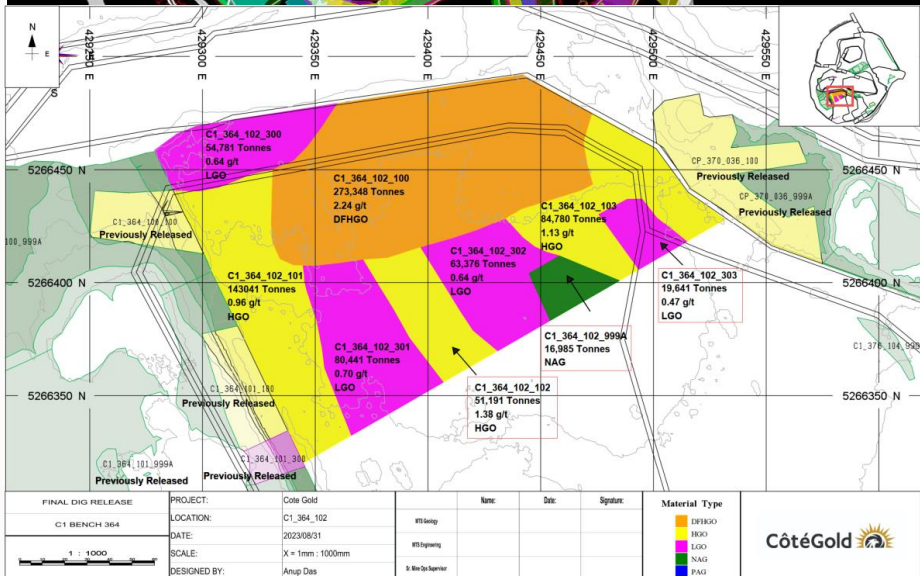 N
E
S
429250 E
429300 E
429350 E
429400 E
429450 E
429500 E
429550 E
C1_364_102_300
54,781 Tonnes
0.64 g/t
LGO
5266450 N
C1_364_102_100
273,348 Tonnes
2.24 g/t
DFHGO
CP_370_036_100
Previously Released
5266450 N
CP_370_036_999A
Previously Released
C1_364_102_103
84,780 Tonnes
1.13 g/t
HGO
C1_364_100_100
Previously Released
00_999A
C1_364_102_302
63,376 Tonnes
0.64 g/t
LGO
C1_364_102_101
143041 Tonnes
0.96 g/t
HGO
5266400 N
C1_364_102_303
19,641 Tonnes
0.47 g/t
LGO
5266400 N
C1_364_102_999A
16,985 Tonnes
NAG
C1_364_102_301
80,441 Tonnes
0.70 g/t
LGO
C1_376_104_999
C1_364_102_102
51,191 Tonnes
1.38 g/t
HGO
C1_364_101_100
Previously Released
5266350 N
5266350 N
C1_364_101_999A
Previously Released
C1_364_101_300
Previously Released
FINAL DIG RELEASE
C1 BENCH 364
1 : 1000
PROJECT: Cote Gold
LOCATION: C1_364_102
DATE: 2023/08/31
SCALE: X = 1mm : 1000mm
DESIGNED BY: Anup Das
Name: Date: Signature:
MTS Geology
MTS Engineering
Sr. Mine Ops Supervisor
Material Type
DFHGO
HGO
LGO
NAG
PAG
CôtéGold